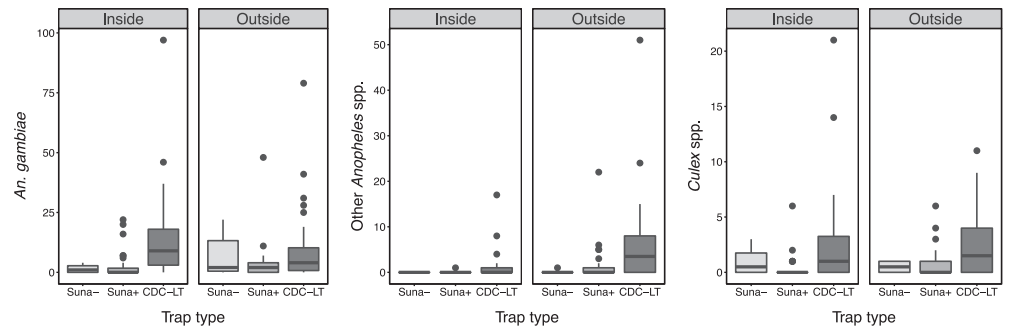 Inside Outside
An. gambiae
100
75
50
25
0
Suna− Suna+ CDC−LT Suna− Suna+ CDC−LT
Trap type
Inside Outside
Other Anopheles spp.
50
40
30
20
10
0
Suna− Suna+ CDC−LT Suna− Suna+ CDC−LT
Trap type
Inside Outside
Culex spp.
20
15
10
5
0
Suna− Suna+ CDC−LT Suna− Suna+ CDC−LT
Trap type